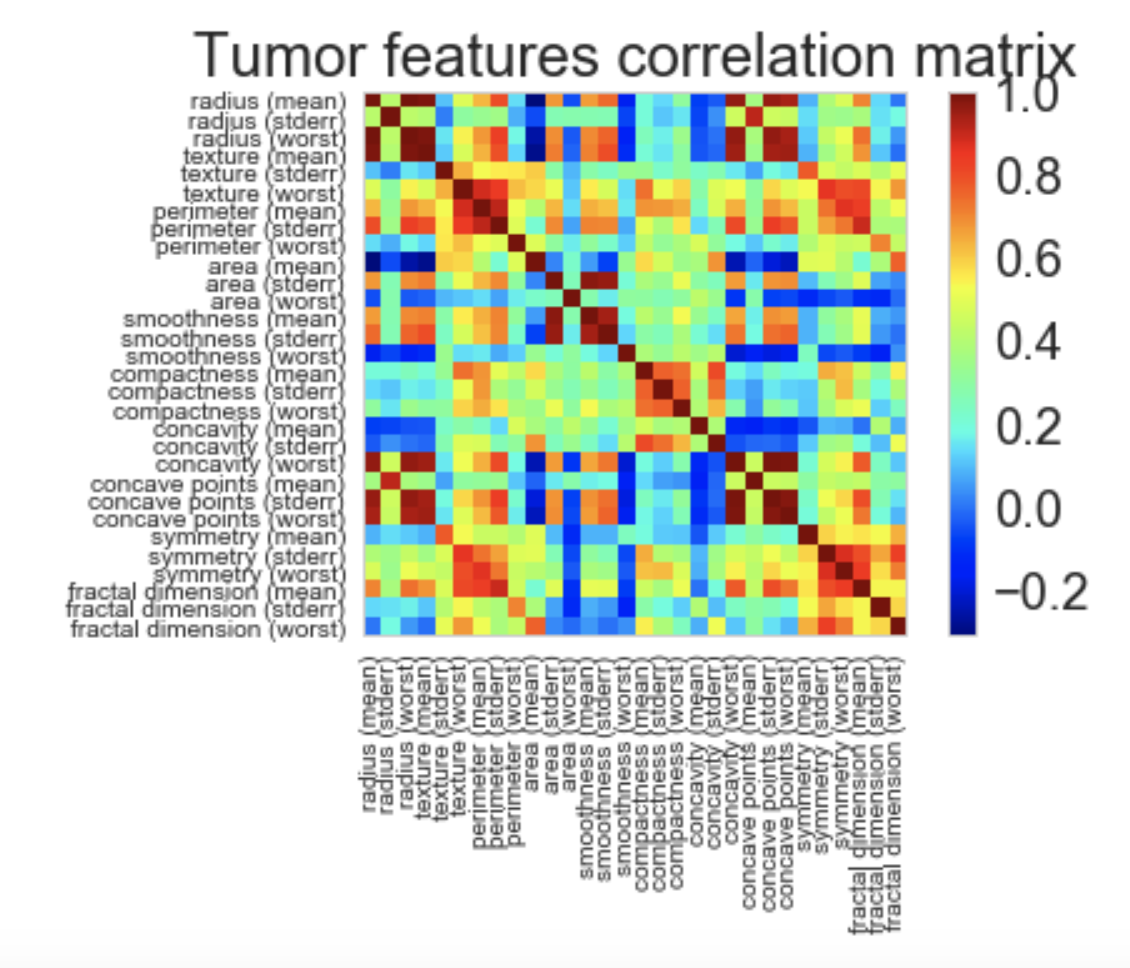 Tumor features correlation matrix
radius (mean)
radius (stderr)
radius (worst)
texture (mean)
texture (stderr)
texture (worst)
perimeter (mean)
perimeter (stderr)
perimeter (worst)
area (mean)
area (stderr)
area (worst)
smoothness (mean)
smoothness (stderr)
smoothness (worst)
compactness (mean)
compactness (stderr)
compactness (worst)
concavity (mean)
concavity (stderr)
concavity (worst)
concave points (mean)
concave points (stderr)
concave points (worst)
symmetry (mean)
symmetry (stderr)
symmetry (worst)
fractal dimension (mean)
fractal dimension (stderr)
fractal dimension (worst)
1.0
0.8
0.6
0.4
0.2
0.0
−0.2
radius (mean)
radius (stderr)
radius (worst)
texture (mean)
texture (stderr)
texture (worst)
perimeter (mean)
perimeter (stderr)
perimeter (worst)
area (mean)
area (stderr)
area (worst)
smoothness (mean)
smoothness (stderr)
smoothness (worst)
compactness (mean)
compactness (stderr)
compactness (worst)
concavity (mean)
concavity (stderr)
concavity (worst)
concave points (mean)
concave points (stderr)
concave points (worst)
symmetry (mean)
symmetry (stderr)
symmetry (worst)
fractal dimension (mean)
fractal dimension (stderr)
fractal dimension (worst)